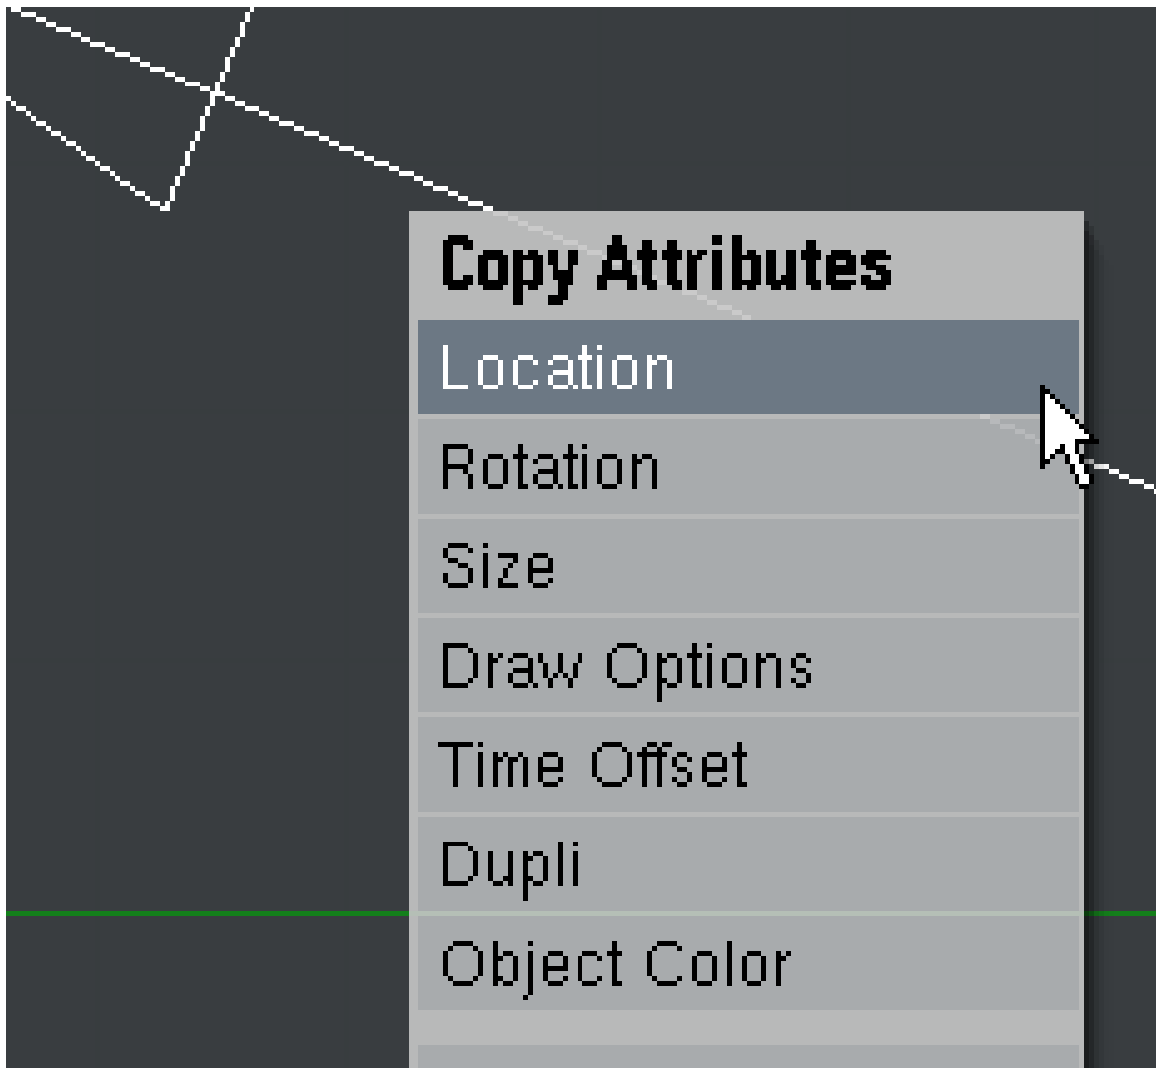 Copy Attributes
Location
Rotation
Size
Draw Options
Time Offset
Dupli
Object Color